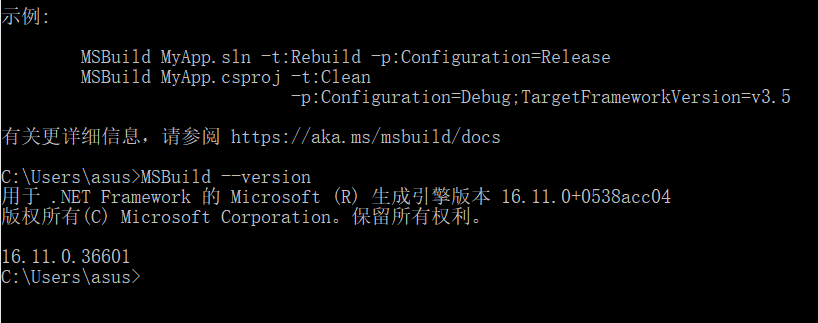 示例:
MSBuild MyApp.sln -t:Rebuild -p:Configuration=Release
MSBuild MyApp.csproj -t:Clean
-p:Configuration=Debug;TargetFrameworkVersion=v3.5
有关更详细信息，请参阅 https://aka.ms/msbuild/docs
C:\Users\asus>MSBuild --version
用于 .NET Framework 的 Microsoft (R) 生成引擎版本 16.11.0+0538acc04
版权所有(C) Microsoft Corporation。保留所有权利。
16.11.0.36601
C:\Users\asus>